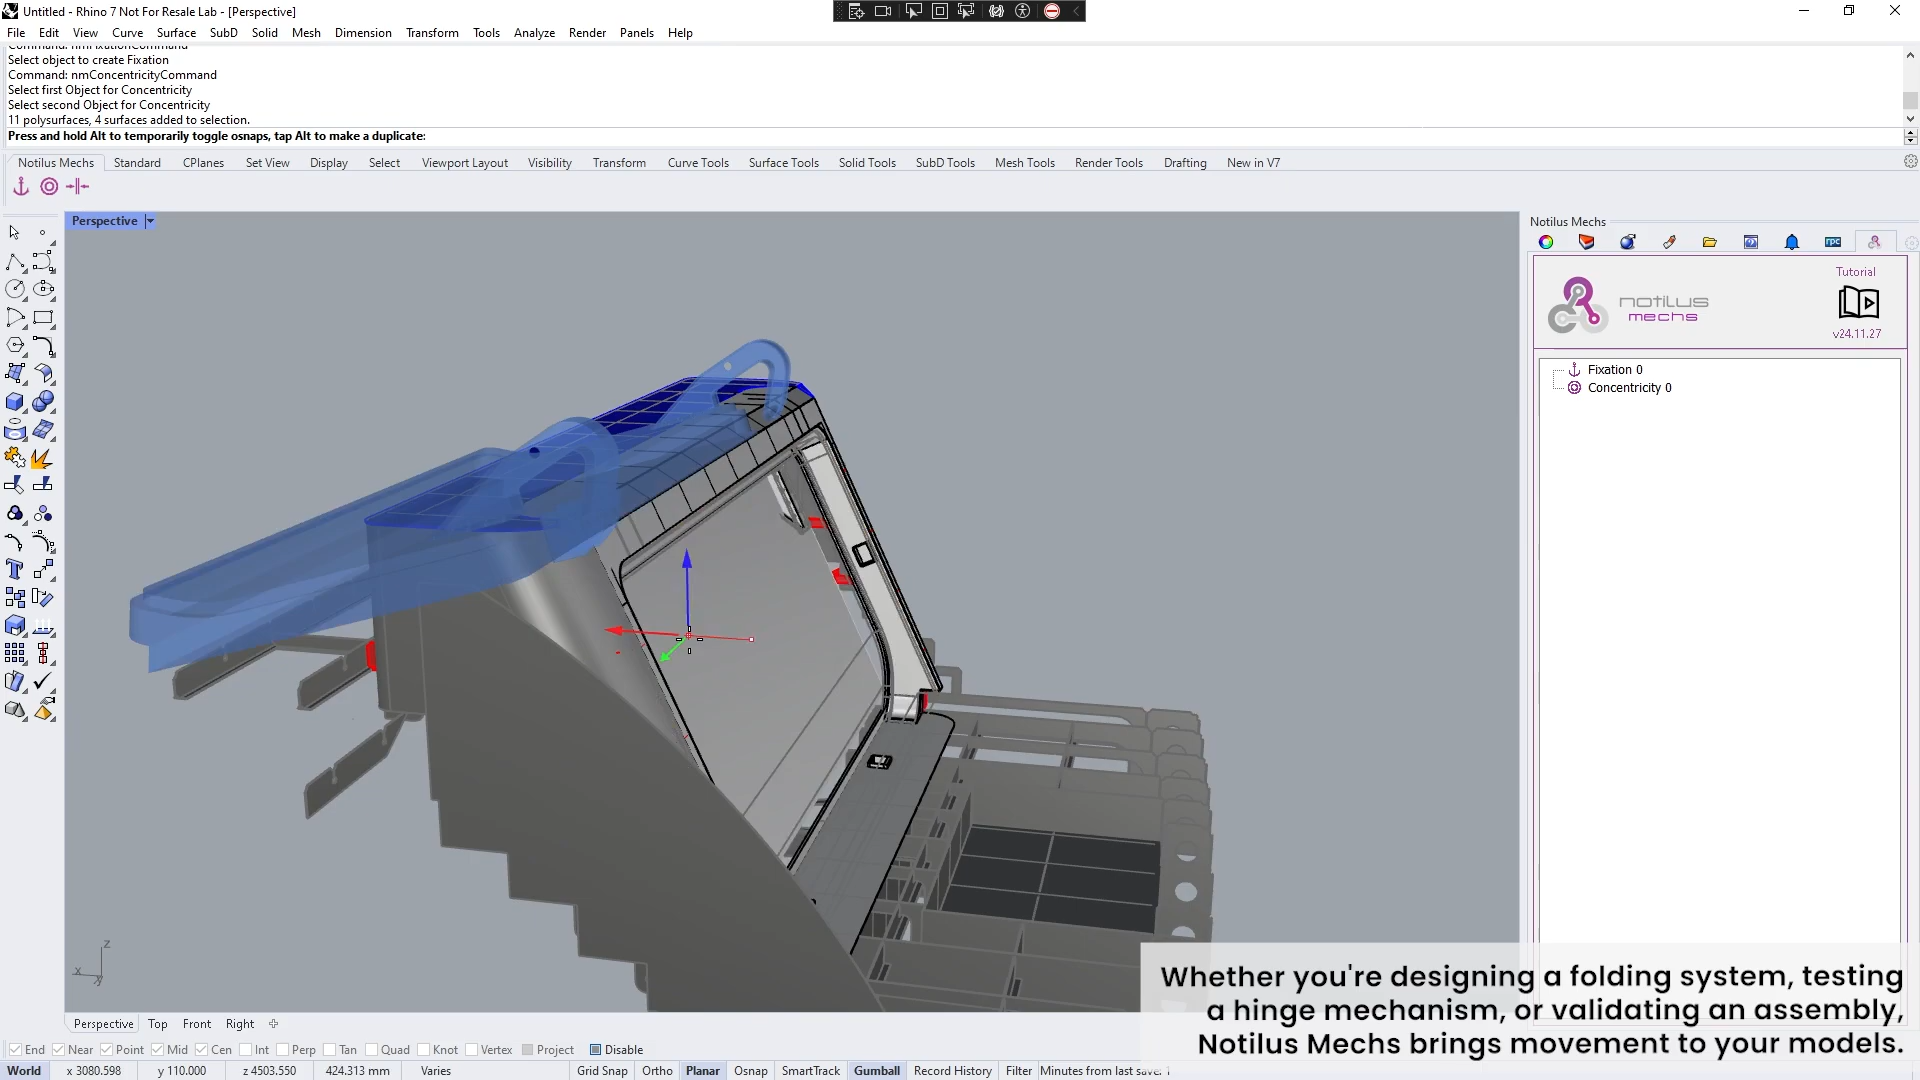 Untitled - Rhino 7 Not For Resale Lab - [Perspective]
File Edit View Curve Surface SubD Solid Mesh Dimension Transform Tools Analyze Render Panels Help
Command: nmFixationCommand
Select object to create Fixation
Command: nmConcentricityCommand
Select first Object for Concentricity
Select second Object for Concentricity
11 polysurfaces, 4 surfaces added to selection.
Press and hold Alt to temporarily toggle osnaps, tap Alt to make a duplicate:
Notilus Mechs Standard CPlanes Set View Display Select Viewport Layout Visibility Transform Curve Tools Surface Tools Solid Tools SubD Tools Mesh Tools Render Tools Drafting New in V7
Perspective
Notilus Mechs
rpc
Tutorial
notilus
mechs
v24.11.27
Fixation 0
Concentricity 0
z
x
y
Whether you're designing a folding system, testing
a hinge mechanism, or validating an assembly,
Notilus Mechs brings movement to your models.
Perspective Top Front Right
End Near Point Mid Cen Int Perp Tan Quad Knot Vertex Project Disable
World x 3080.598 y 110.000 z 4503.550 424.313 mm Varies Grid Snap Ortho Planar Osnap SmartTrack Gumball Record History Filter Minutes from last save: 1